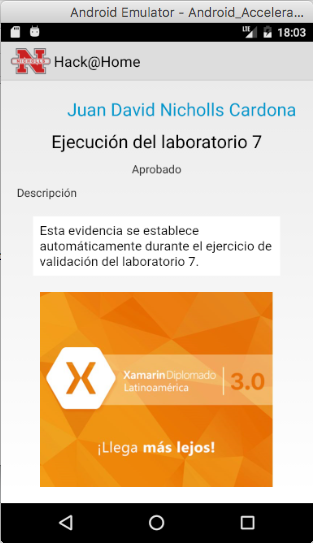 Android Emulator - Android_Accelera...
LTE 18:03
N NICHOLLS Hack@Home
Juan David Nicholls Cardona
Ejecución del laboratorio 7
Aprobado
Descripción
Esta evidencia se establece
automáticamente durante el ejercicio de
validación del laboratorio 7.
X XamarinDiplomado
Latinoamérica 3.0
¡Llega más lejos!